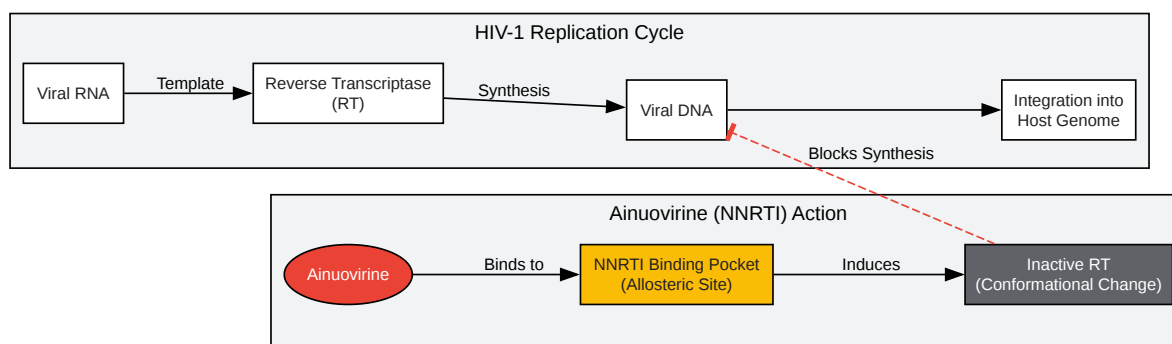 HIV-1 Replication Cycle
Viral RNA
Template
Reverse Transcriptase
(RT)
Synthesis
Viral DNA
Integration into
Host Genome
Blocks Synthesis
Ainuovirine (NNRTI) Action
Ainuovirine
Binds to
NNRTI Binding Pocket
(Allosteric Site)
Induces
Inactive RT
(Conformational Change)